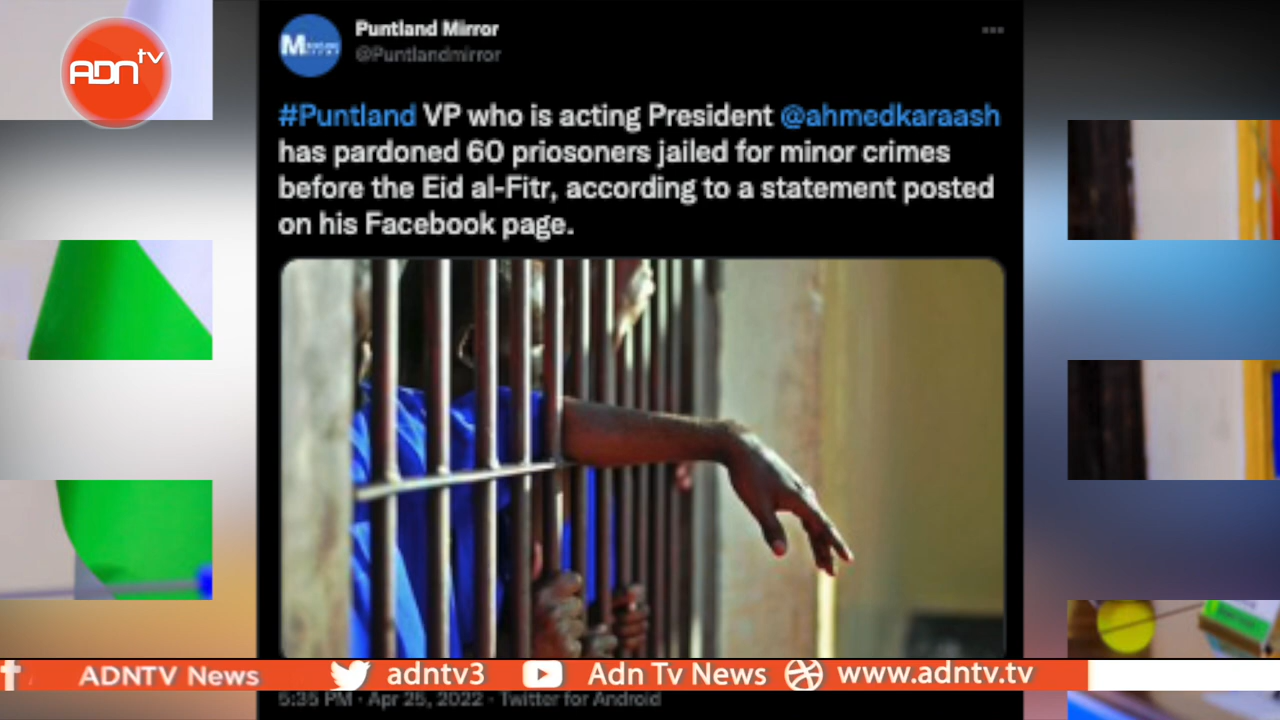 ADN tv
Puntland Mirror
@Puntlandmirror
#Puntland VP who is acting President @ahmedkaraash
has pardoned 60 priosoners jailed for minor crimes
before the Eid al-Fitr, according to a statement posted
on his Facebook page.
ADNTV News adntv3 Adn Tv News www.adntv.tv
5:35 PM · Apr 25, 2022 · Twitter for Android